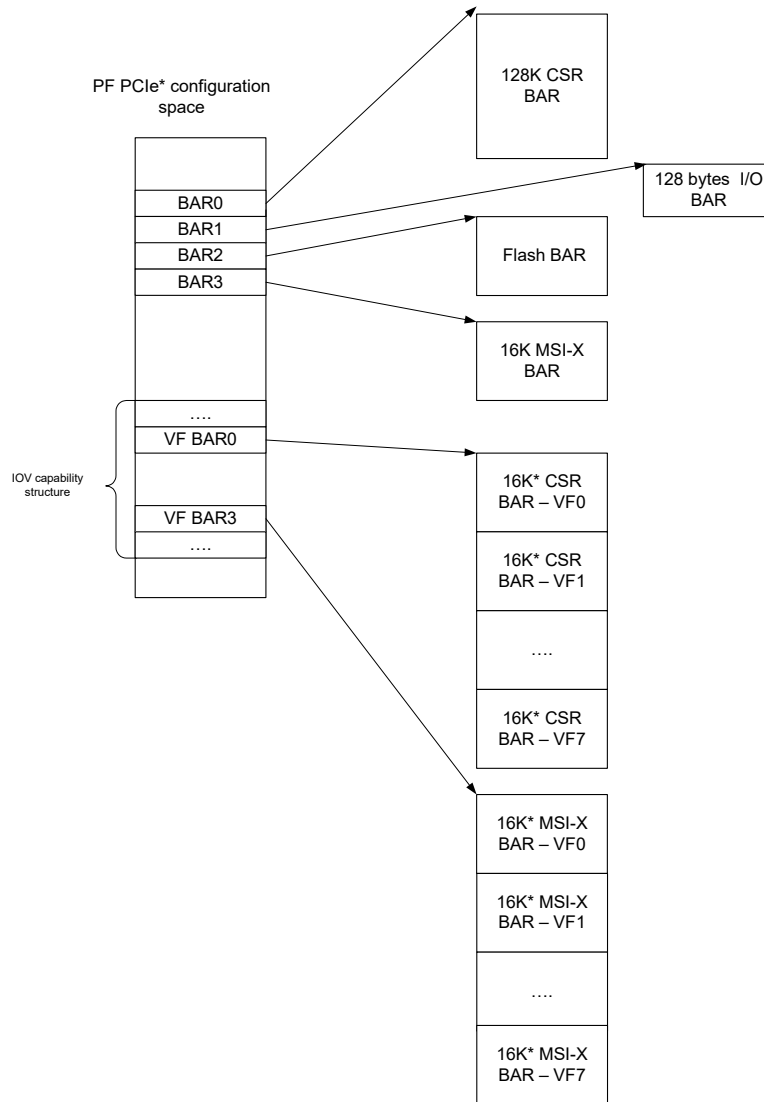 PF PCIe* configuration
space
BAR0
BAR1
BAR2
BAR3
….
VF BAR0
VF BAR3
….
IOV capability
structure
128K CSR
BAR
128 bytes I/O
BAR
Flash BAR
16K MSI-X
BAR
16K* CSR
BAR – VF0
16K* CSR
BAR – VF1
….
16K* CSR
BAR – VF7
16K* MSI-X
BAR – VF0
16K* MSI-X
BAR – VF1
….
16K* MSI-X
BAR – VF7